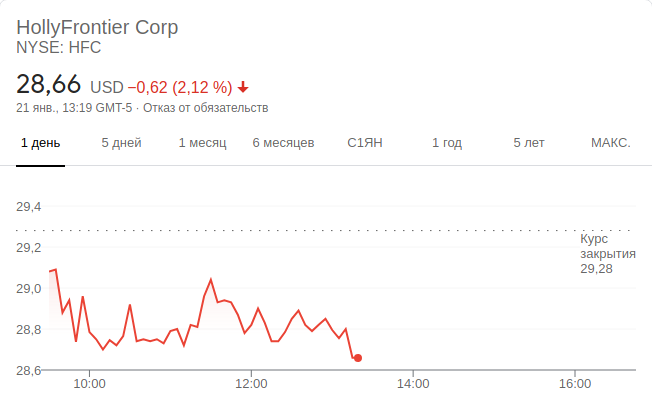 HollyFrontier Corp
NYSE: HFC
28,66 USD −0,62 (2,12 %)
21 янв., 13:19 GMT-5 · Отказ от обязательств
1 день 5 дней 1 месяц 6 месяцев С1ЯН 1 год 5 лет МАКС.
29,4
Курс
29,2 закрытия
29,28
29,0
28,8
28,6
10:00 12:00 14:00 16:00